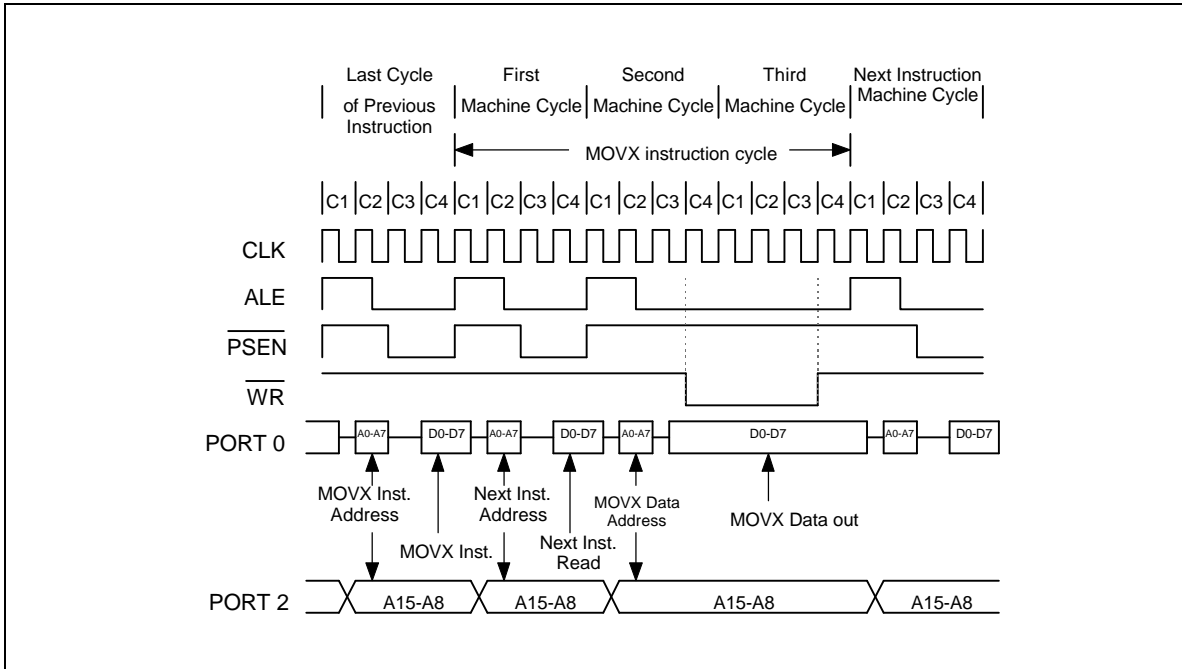 Last Cycle
of Previous
Instruction
First
Machine Cycle
Second
Machine Cycle
Third
Machine Cycle
Next Instruction
Machine Cycle
MOVX instruction cycle
C1 C2 C3 C4 C1 C2 C3 C4 C1 C2 C3 C4 C1 C2 C3 C4 C1 C2 C3 C4
CLK
ALE
PSEN
WR
PORT 0
A0-A7 D0-D7 A0-A7 D0-D7 A0-A7 D0-D7 A0-A7 D0-D7
MOVX Inst.
Address
MOVX Inst.
Next Inst.
Address
Next Inst.
Read
MOVX Data
Address
MOVX Data out
PORT 2
A15-A8 A15-A8 A15-A8 A15-A8